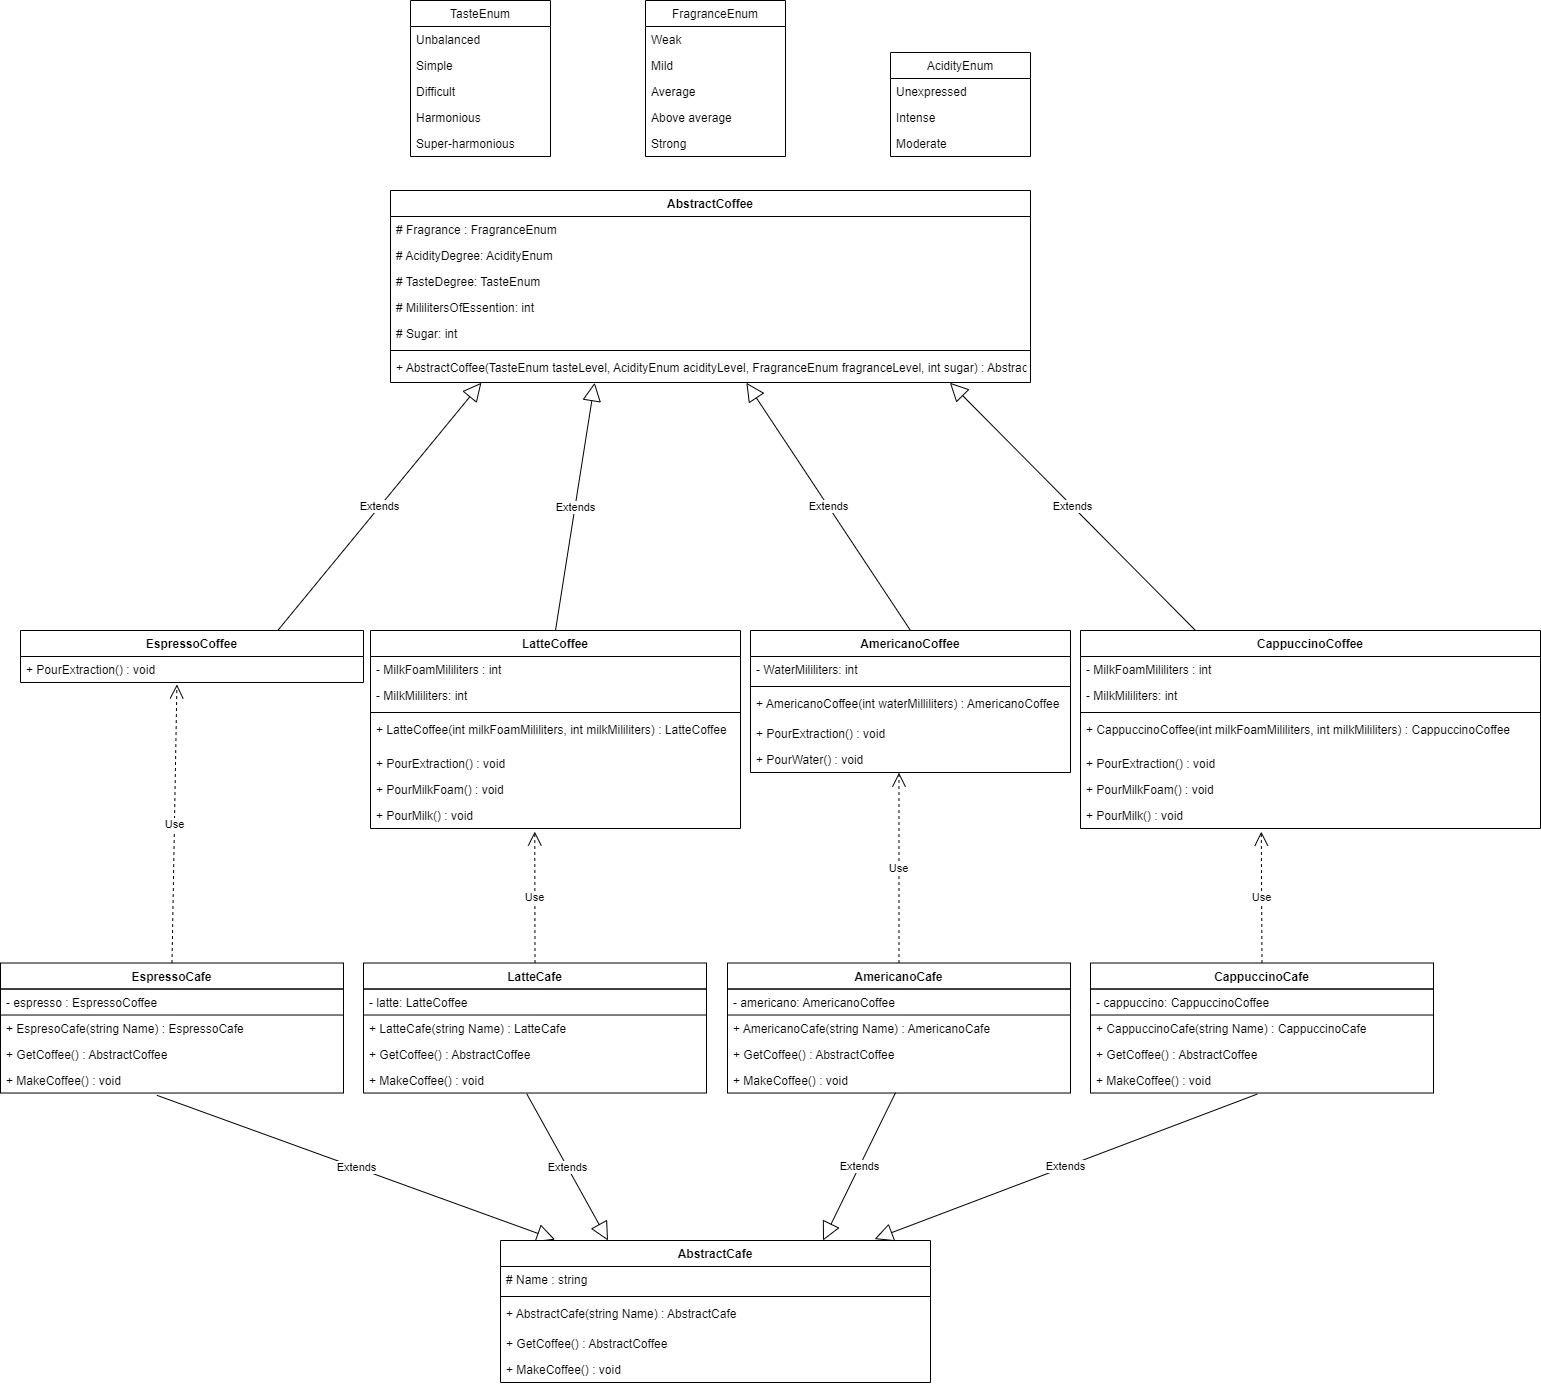 TasteEnum
Unbalanced
Simple
Difficult
Harmonious
Super-harmonious
FragranceEnum
Weak
Mild
Average
Above average
Strong
AcidityEnum
Unexpressed
Intense
Moderate
AbstractCoffee
# Fragrance : FragranceEnum
# AcidityDegree: AcidityEnum
# TasteDegree: TasteEnum
# MililitersOfEssention: int
# Sugar: int
+ AbstractCoffee(TasteEnum tasteLevel, AcidityEnum acidityLevel, FragranceEnum fragranceLevel, int sugar) : Abstrac
Extends
Extends
Extends
Extends
EspressoCoffee
+ PourExtraction() : void
LatteCoffee
- MilkFoamMililiters : int
- MilkMililiters: int
+ LatteCoffee(int milkFoamMililiters, int milkMililiters) : LatteCoffee
+ PourExtraction() : void
+ PourMilkFoam() : void
+ PourMilk() : void
AmericanoCoffee
- WaterMililiters: int
+ AmericanoCoffee(int waterMilliliters) : AmericanoCoffee
+ PourExtraction() : void
+ PourWater() : void
CappuccinoCoffee
- MilkFoamMililiters : int
- MilkMililiters: int
+ CappuccinoCoffee(int milkFoamMililiters, int milkMililiters) : CappuccinoCoffee
+ PourExtraction() : void
+ PourMilkFoam() : void
+ PourMilk() : void
Use
Use
Use
Use
EspressoCafe
- espresso : EspressoCoffee
+ EspresoCafe(string Name) : EspressoCafe
+ GetCoffee() : AbstractCoffee
+ MakeCoffee() : void
LatteCafe
- latte: LatteCoffee
+ LatteCafe(string Name) : LatteCafe
+ GetCoffee() : AbstractCoffee
+ MakeCoffee() : void
AmericanoCafe
- americano: AmericanoCoffee
+ AmericanoCafe(string Name) : AmericanoCafe
+ GetCoffee() : AbstractCoffee
+ MakeCoffee() : void
CappuccinoCafe
- cappuccino: CappuccinoCoffee
+ CappuccinoCafe(string Name) : CappuccinoCafe
+ GetCoffee() : AbstractCoffee
+ MakeCoffee() : void
Extends
Extends
Extends
Extends
AbstractCafe
# Name : string
+ AbstractCafe(string Name) : AbstractCafe
+ GetCoffee() : AbstractCoffee
+ MakeCoffee() : void